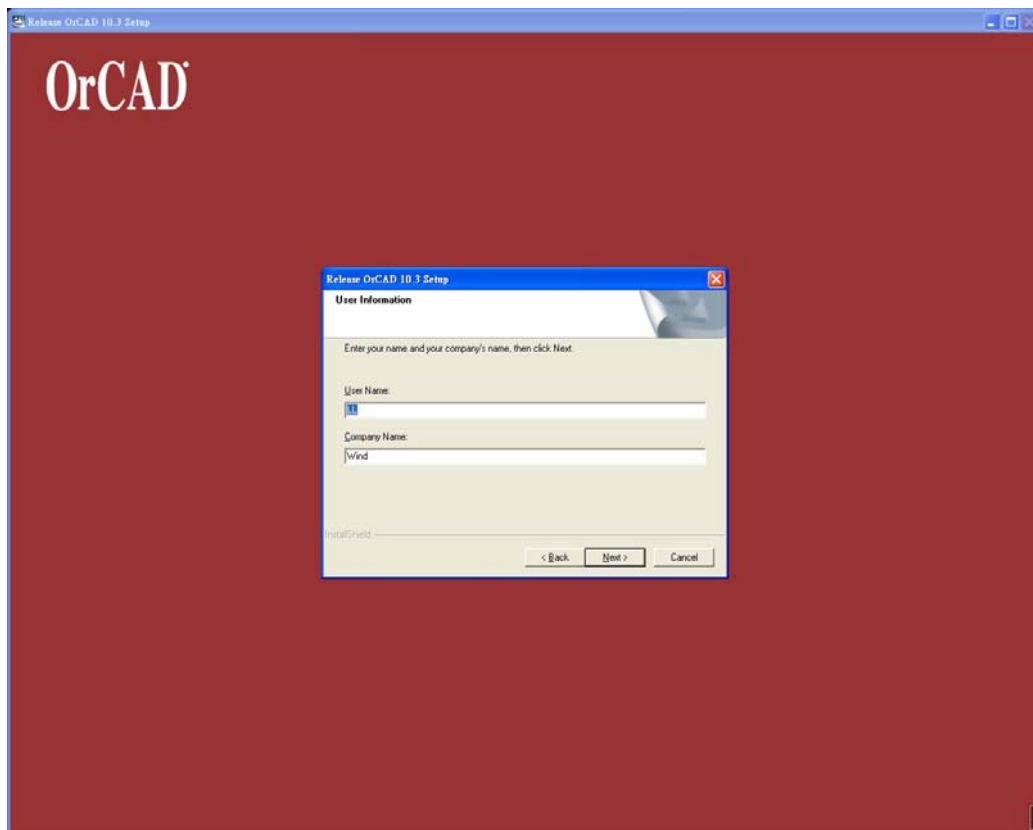 Release OrCAD 10.3 Setup
OrCAD
Release OrCAD 10.3 Setup
User Information
Enter your name and your company's name, then click Next.
User Name:
LL
Company Name:
Wind
InstallShield
< Back
Next >
Cancel